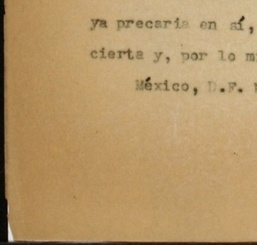 ya precaria en sí,
cierta y, por lo m
México, D.F.